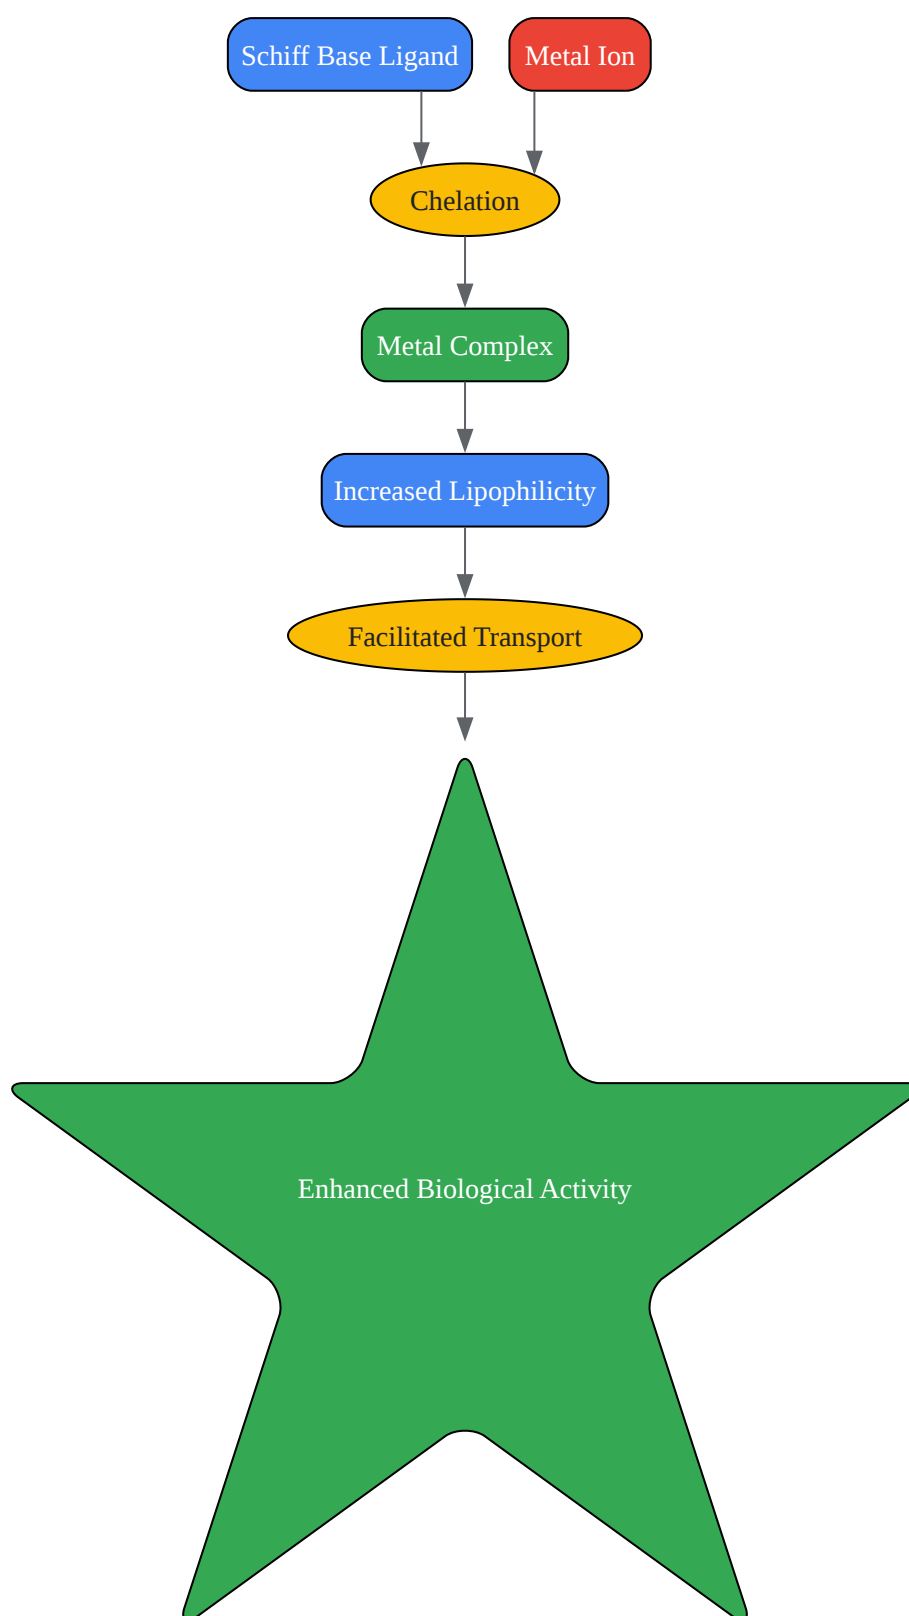 Schiff Base Ligand
Metal Ion
Chelation
Metal Complex
Increased Lipophilicity
Facilitated Transport
Enhanced Biological Activity